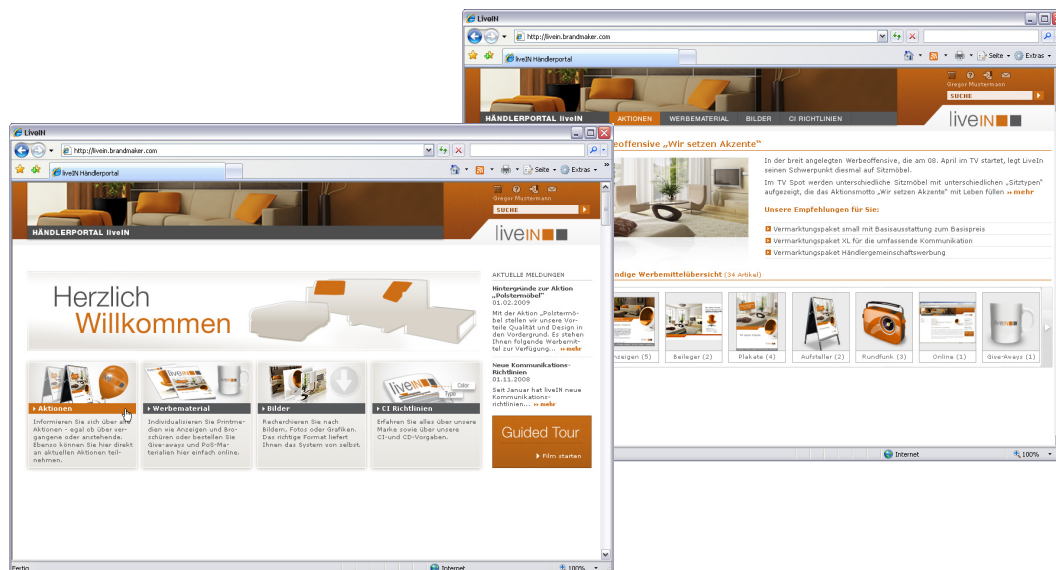 LiveIN
http://livein.brandmaker.com
liveIN Händlerportal
Seite
Extras
Gregor Mustermann
SUCHE
HÄNDLERPORTAL liveIN
AKTIONEN
WERBEMATERIAL
BILDER
CI RICHTLINIEN
liveIN
eoffensive „Wir setzen Akzente“
In der breit angelegten Werbeoffensive, die am 08. April im TV startet, legt LiveIn
seinen Schwerpunkt diesmal auf Sitzmöbel.
Im TV Spot werden unterschiedliche Sitzmöbel mit unterschiedlichen „Sitztypen“
aufgezeigt, die das Aktionsmotto „Wir setzen Akzente“ mit Leben füllen » mehr
Unsere Empfehlungen für Sie:
Vermarktungspaket small mit Basisausstattung zum Basispreis
Vermarktungspaket XL für die umfassende Kommunikation
Vermarktungspaket Händlergemeinschaftswerbung
ndige Werbemittelübersicht (34 Artikel)
nzeigen (5)
Beileger (2)
Plakate (4)
Aufsteller (2)
Rundfunk (3)
Online (1)
Give-Aways (1)
Internet
100%
LiveIN
http://livein.brandmaker.com
liveIN Händlerportal
Seite
Extras
Gregor Mustermann
SUCHE
HÄNDLERPORTAL liveIN
liveIN
Herzlich
Willkommen
AKTUELLE MELDUNGEN
Hintergründe zur Aktion
„Polstermöbel“
01.02.2009
Mit der Aktion „Polstermö-
bel stellen wir unsere Vor-
teile Qualität und Design in
den Vordergrund. Es stehen
Ihnen folgende Werbemit-
tel zur Verfügung... » mehr
Neue Kommunikations-
Richtlinien
01.11.2008
Seit Januar hat liveIN neue
Kommunikations-
richtlinien... » mehr
Aktionen
Informieren Sie sich über alle
Aktionen - egal ob über ver-
gangene oder anstehende.
Ebenso können Sie hier direkt
an aktuellen Aktionen teil-
nehmen.
Werbematerial
Individualisieren Sie Printme-
dien wie Anzeigen und Bro-
schüren oder bestellen Sie
Give-aways und PoS-Ma-
terialien hier einfach online.
Bilder
Recherchieren Sie nach
Bildern, Fotos oder Grafiken.
Das richtige Format liefert
Ihnen das System von selbst.
liveIN
Color
Type
CI Richtlinien
Erfahren Sie alles über unsere
Marke sowie über unsere
CI-und CD-Vorgaben.
Guided Tour
Film starten
Fertig
Internet
100%